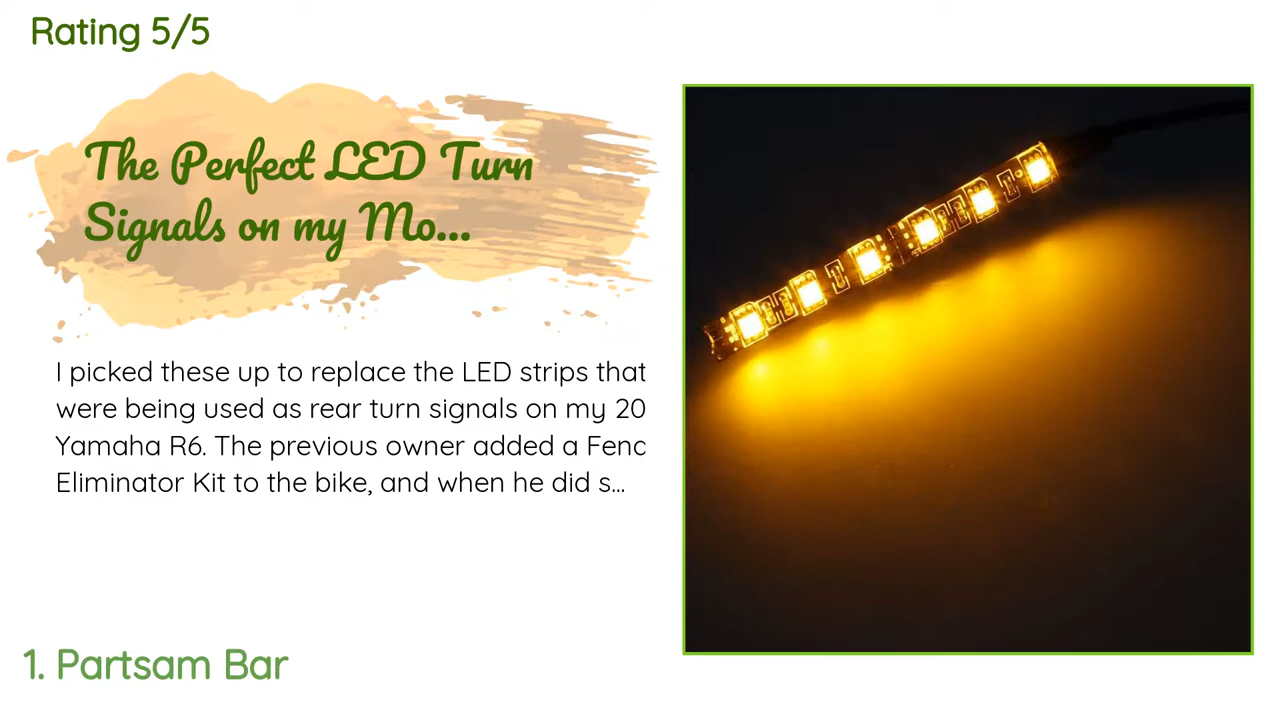 Rating 5/5
The Perfect LED Turn
Signals on my Mo...
I picked these up to replace the LED strips that
were being used as rear turn signals on my 20
Yamaha R6. The previous owner added a Fenc
Eliminator Kit to the bike, and when he did s...
1. Partsam Bar